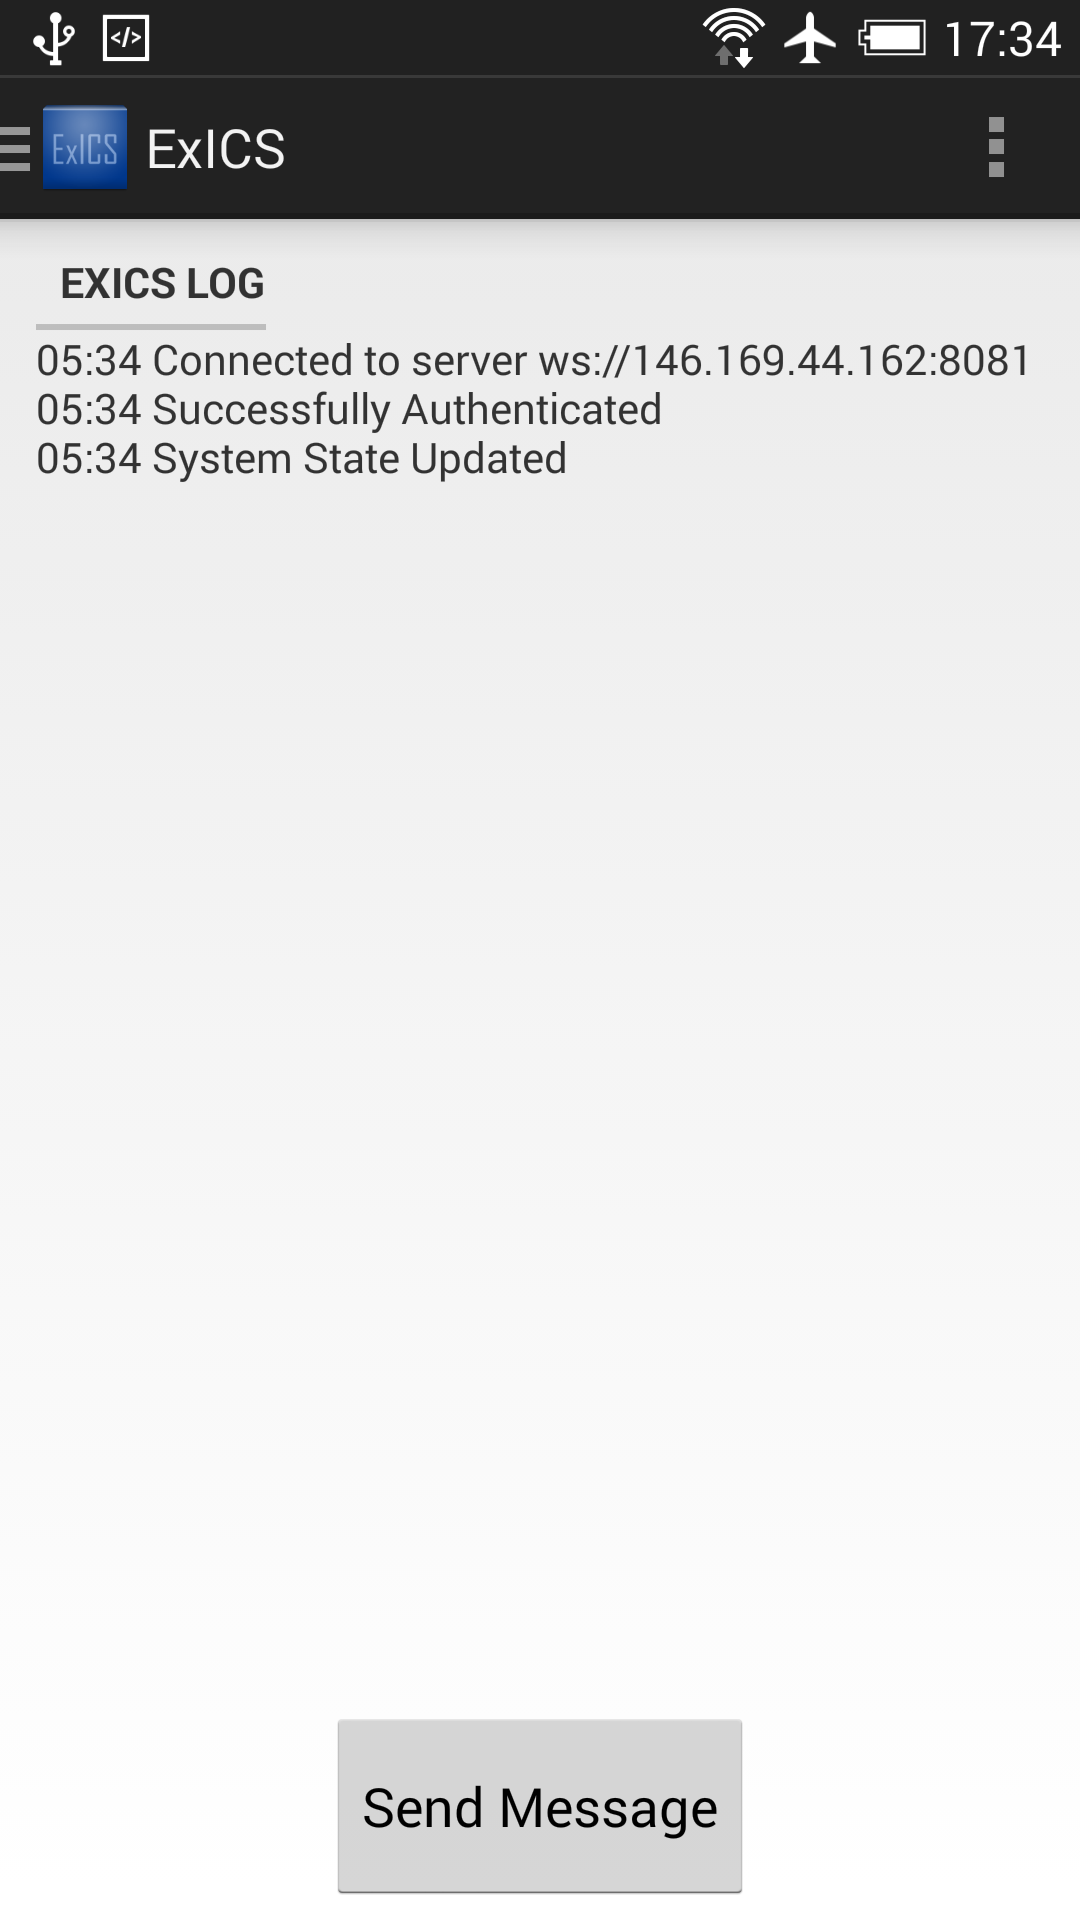 </> 17:34
ExICS ExICS
EXICS LOG
05:34 Connected to server ws://146.169.44.162:8081
05:34 Successfully Authenticated
05:34 System State Updated
Send Message